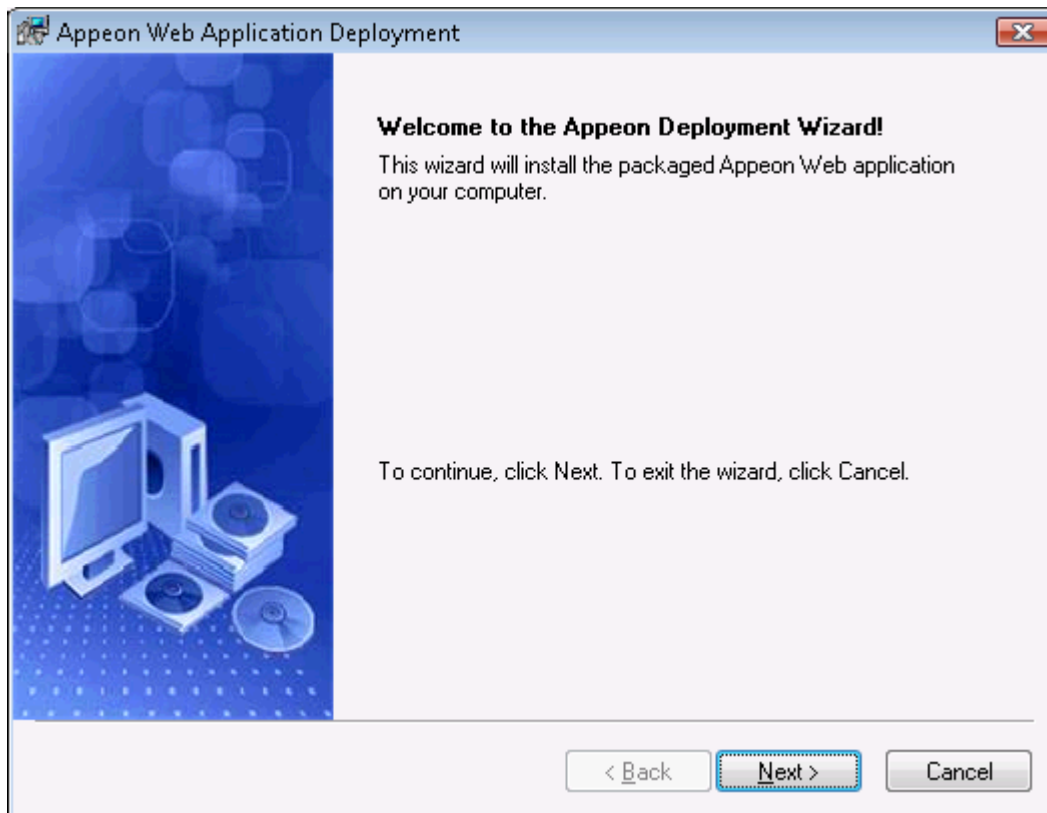 Appeon Web Application Deployment
Welcome to the Appeon Deployment Wizard!
This wizard will install the packaged Appeon Web application
on your computer.
To continue, click Next. To exit the wizard, click Cancel.
< Back
Next >
Cancel